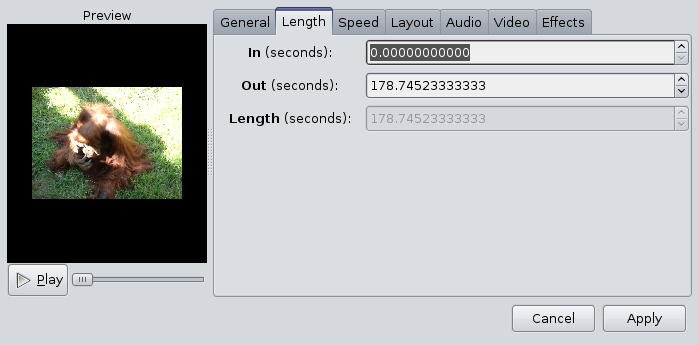 Preview
General Length Speed Layout Audio Video Effects
In (seconds): 0.00000000000
Out (seconds): 178.74523333333
Length (seconds): 178.74523333333
Play
Cancel Apply